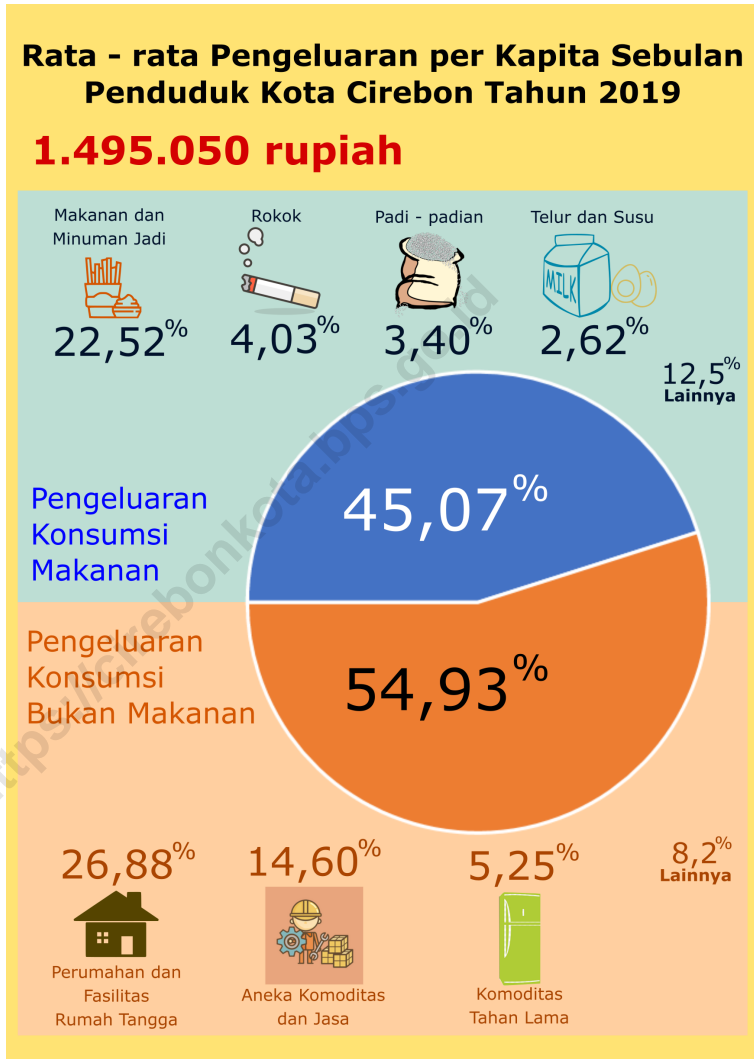 Rata - rata Pengeluaran per Kapita Sebulan
Penduduk Kota Cirebon Tahun 2019
1.495.050 rupiah
Makanan dan
Minuman Jadi
22,52%
Rokok
4,03%
Padi - padian
3,40%
Telur dan Susu
MILK
2,62%
12,5%
Lainnya
Pengeluaran
Konsumsi
Makanan
45,07%
Pengeluaran
Konsumsi
Bukan Makanan
54,93%
26,88%
Perumahan dan
Fasilitas
Rumah Tangga
14,60%
Aneka Komoditas
dan Jasa
5,25%
Komoditas
Tahan Lama
8,2%
Lainnya
https://cirebonkota.bps.go.id